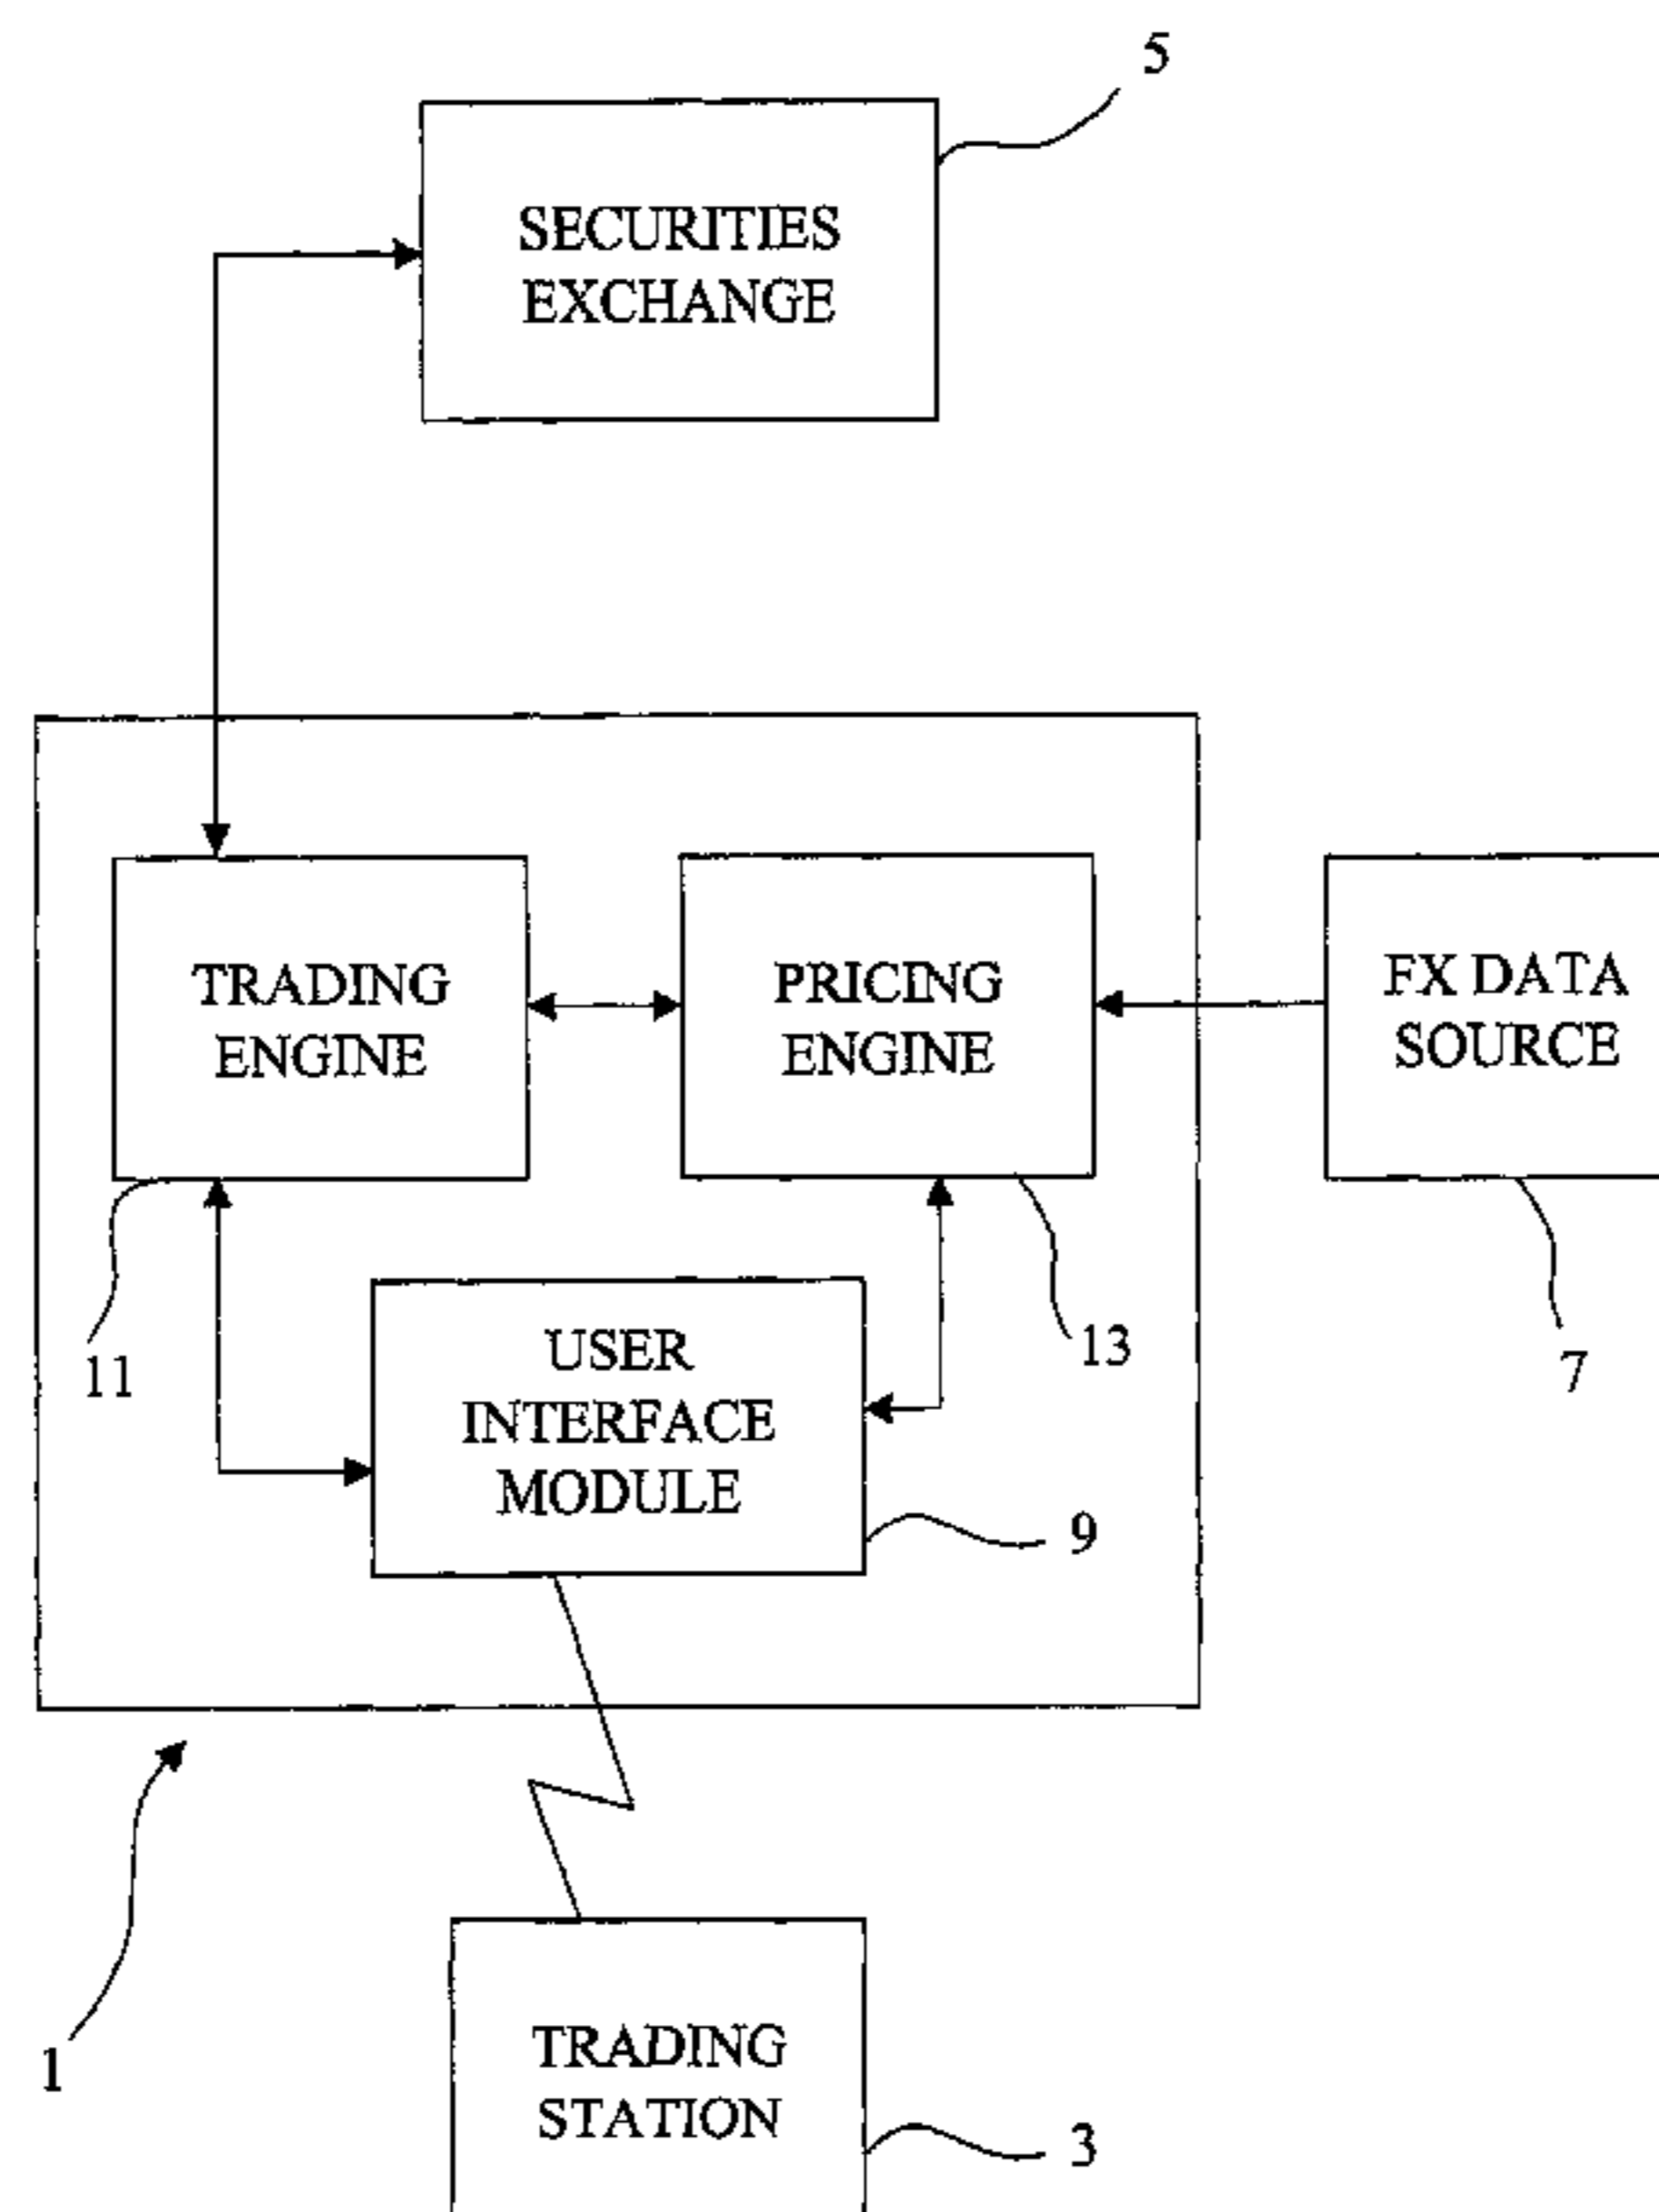 5
SECURITIES
EXCHANGE
TRADING
ENGINE
PRICING
ENGINE
FX DATA
SOURCE
11
13
7
USER
INTERFACE
MODULE
9
1
TRADING
STATION
3